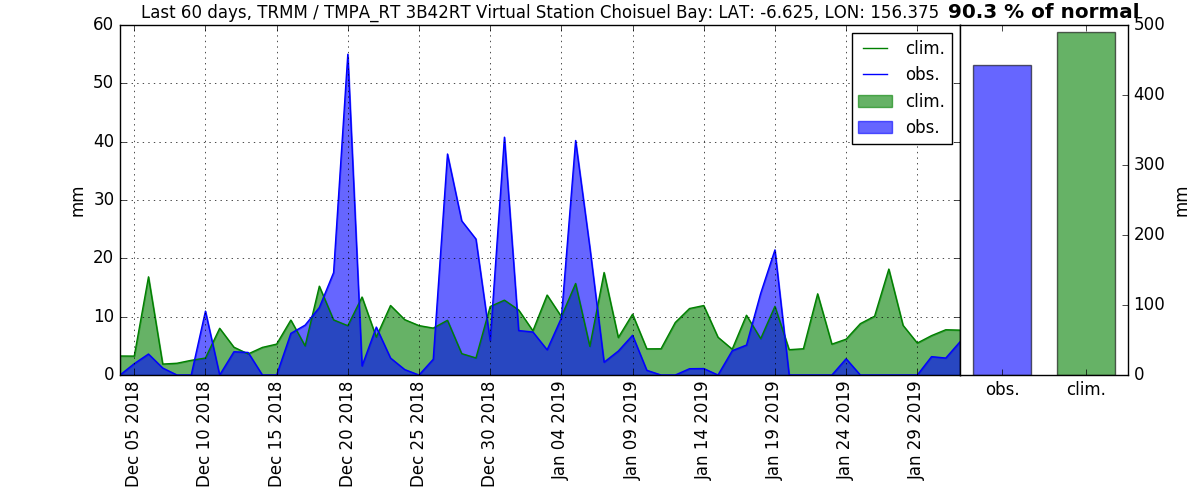 Last 60 days, TRMM / TMPA_RT 3B42RT Virtual Station Choisuel Bay: LAT: -6.625, LON: 156.375
90.3 % of normal
clim.
obs.
clim.
obs.
60
50
40
30
20
10
0
mm
Dec 05 2018
Dec 10 2018
Dec 15 2018
Dec 20 2018
Dec 25 2018
Dec 30 2018
Jan 04 2019
Jan 09 2019
Jan 14 2019
Jan 19 2019
Jan 24 2019
Jan 29 2019
obs.
clim.
500
400
300
200
100
0
mm